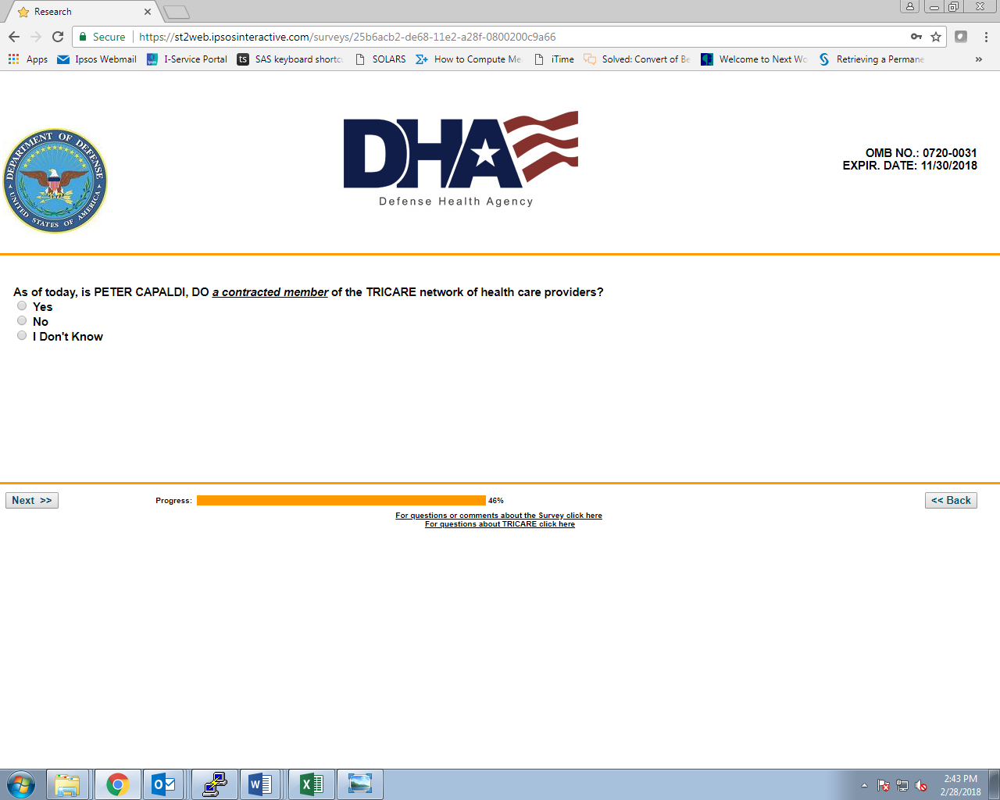 Research
Secure
https://st2web.ipsosinteractive.com/surveys/25b6acb2-de68-11e2-a28f-0800200c9a66
Apps
Ipsos Webmail
I-Service Portal
ts
SAS keyboard shortcu
SOLARS
How to Compute Me
iTime
Solved: Convert of Be
Welcome to Next Wo
Retrieving a Permane
»
DEPARTMENT OF DEFENSE
UNITED STATES OF AMERICA
DHA
Defense Health Agency
OMB NO.: 0720-0031
EXPIR. DATE: 11/30/2018
As of today, is PETER CAPALDI, DO a contracted member of the TRICARE network of health care providers?
Yes
No
I Don't Know
Next >>
Progress:
46%
<< Back
For questions or comments about the Survey click here
For questions about TRICARE click here
2:43 PM
2/28/2018